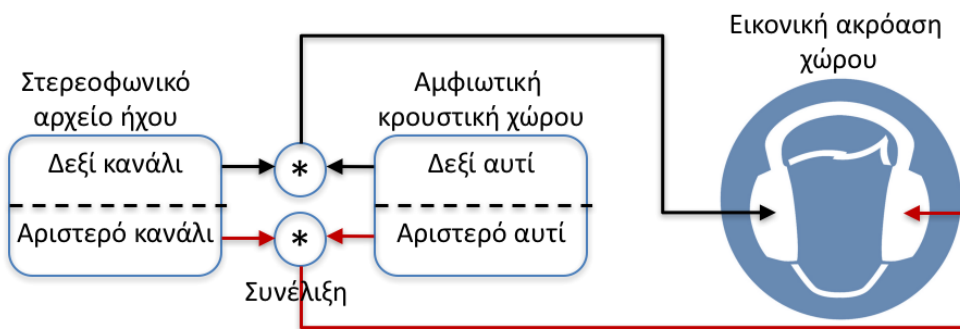 Στερεοφωνικό
αρχείο ήχου
Δεξί κανάλι
Αριστερό κανάλι
*
*
Συνέλιξη
Αμφιωτική
κρουστική χώρου
Δεξί αυτί
Αριστερό αυτί
Εικονική ακρόαση
χώρου